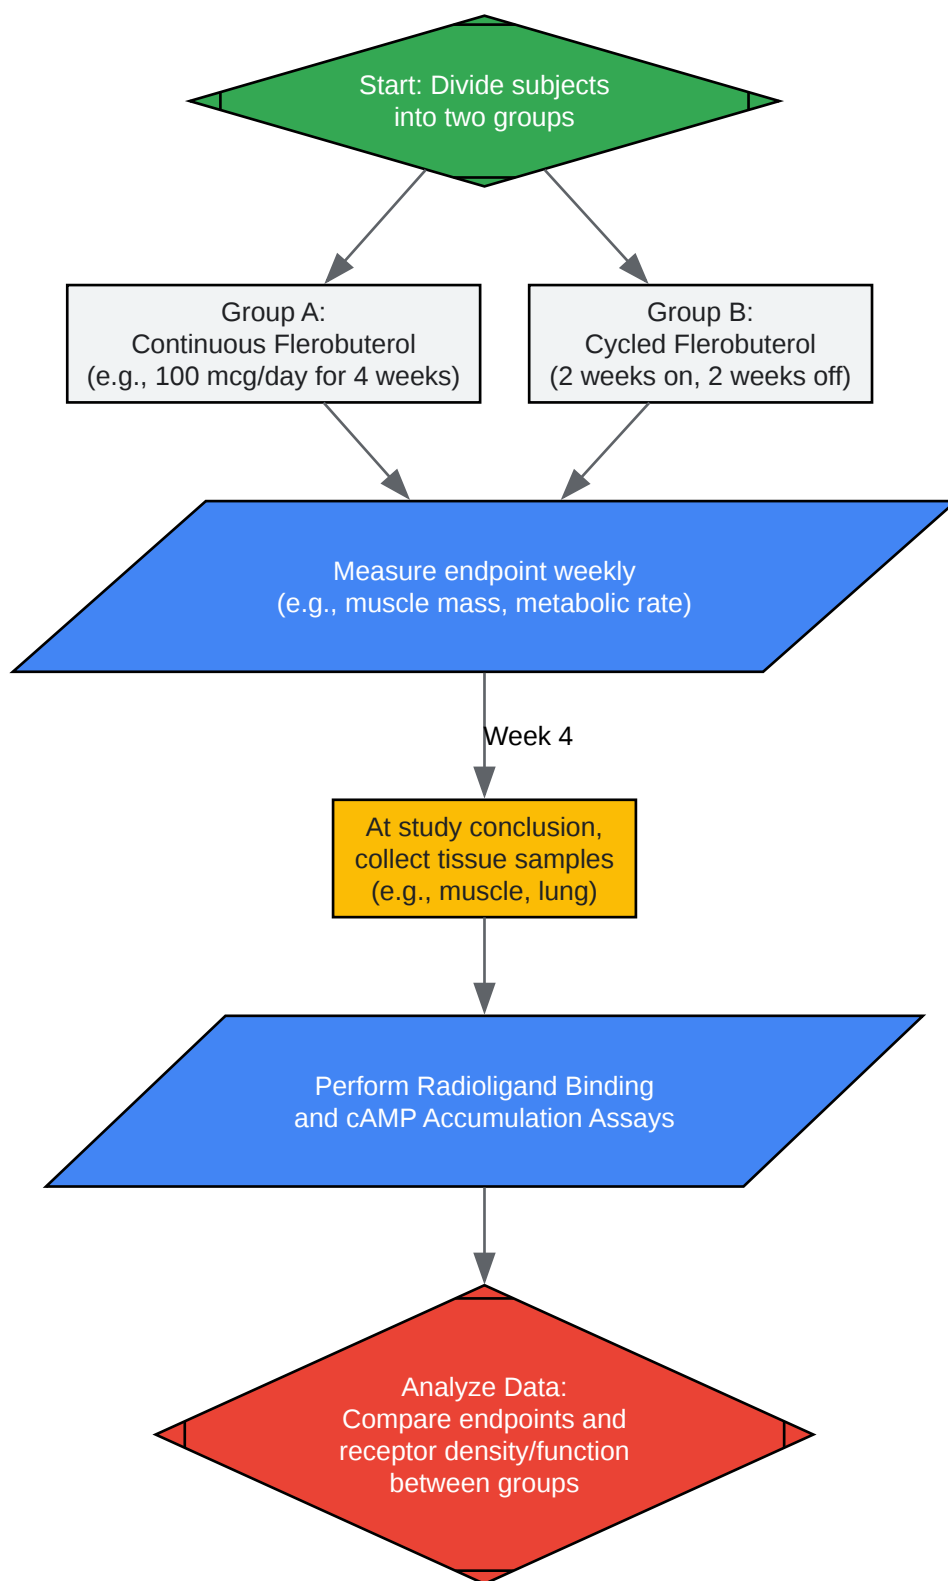 Start: Divide subjects
into two groups
Group A:
Continuous Flerobuterol
(e.g., 100 mcg/day for 4 weeks)
Group B:
Cycled Flerobuterol
(2 weeks on, 2 weeks off)
Measure endpoint weekly
(e.g., muscle mass, metabolic rate)
Week 4
At study conclusion,
collect tissue samples
(e.g., muscle, lung)
Perform Radioligand Binding
and cAMP Accumulation Assays
Analyze Data:
Compare endpoints and
receptor density/function
between groups